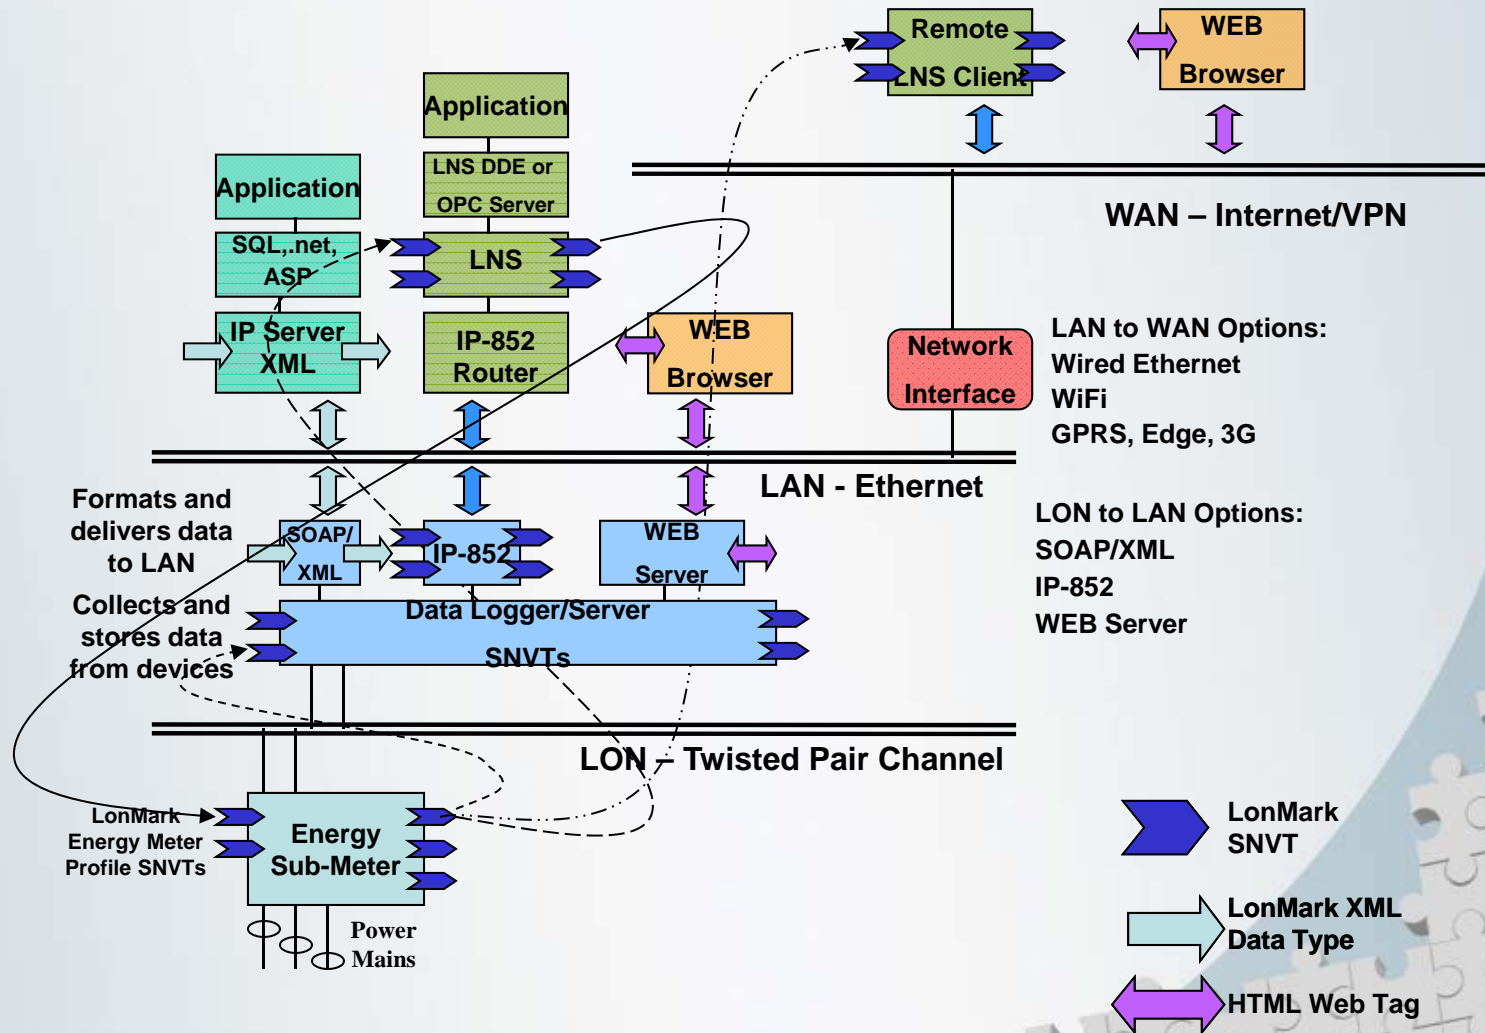 Remote
LNS Client
WEB
Browser
Application
LNS DDE or
OPC Server
Application
WAN – Internet/VPN
SQL,.net,
ASP
LNS
IP Server
XML
IP-852
Router
WEB
Browser
Network
Interface
LAN to WAN Options:
Wired Ethernet
WiFi
GPRS, Edge, 3G
LAN - Ethernet
Formats and
delivers data
to LAN
SOAP/
XML
IP-852
WEB
Server
LON to LAN Options:
SOAP/XML
IP-852
WEB Server
Collects and
stores data
from devices
Data Logger/Server
SNVTs
LON – Twisted Pair Channel
LonMark
Energy Meter
Profile SNVTs
Energy
Sub-Meter
Power
Mains
LonMark
SNVT
LonMark XML
Data Type
HTML Web Tag